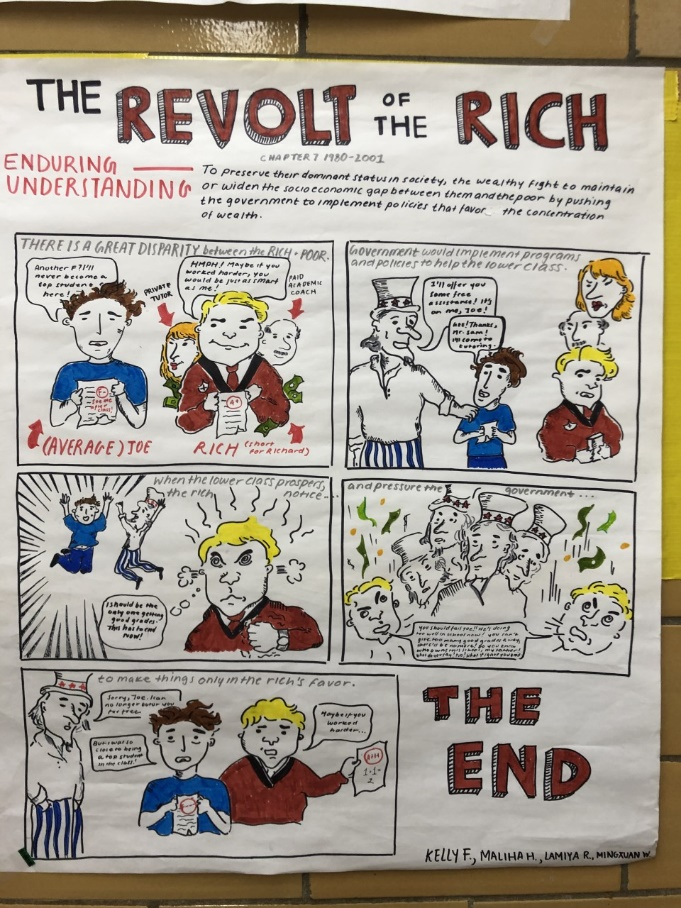 THE REVOLT OF THE RICH
CHAPTER 7 1980-2001
ENDURING
UNDERSTANDING
To preserve their dominant status in society, the wealthy fight to maintain
or widen the socioeconomic gap between them and the poor by pushing
the government to implement policies that favor the concentration
of wealth.
THERE IS A GREAT DISPARITY between the RICH + POOR.
Another F? I'll
never become a
top student
here!
PRIVATE
TUTOR
HMPH! Maybe if you
worked harder, you
would be just as smart
as me!
PAID
ACADEMIC
COACH
F-
A+
(AVERAGE) JOE
RICH (short
for Richard)
Government would implement programs
and policies to help the lower class.
I'll offer you
some free
assistance! It's
on me, Joe!
Thanks,
Mr. Sam!
I'll come to
tutoring.
when the lower class prospers,
the rich notice...
I should be the
only one getting
good grades.
This has to end
NOW!
and pressure the government...
You should fail Joe! He's doing
too well in school now! You can't
give too many good grades away,
to make things only in the rich's favor.
Sorry, Joe. I can
no longer tutor you
for free.
But I was so
close to being
a top student
in the class!
Maybe if you
worked
harder...
1+1=
2
THE
END
KELLY F., MALIHA H., LAMIYA R., MINGXUAN W.